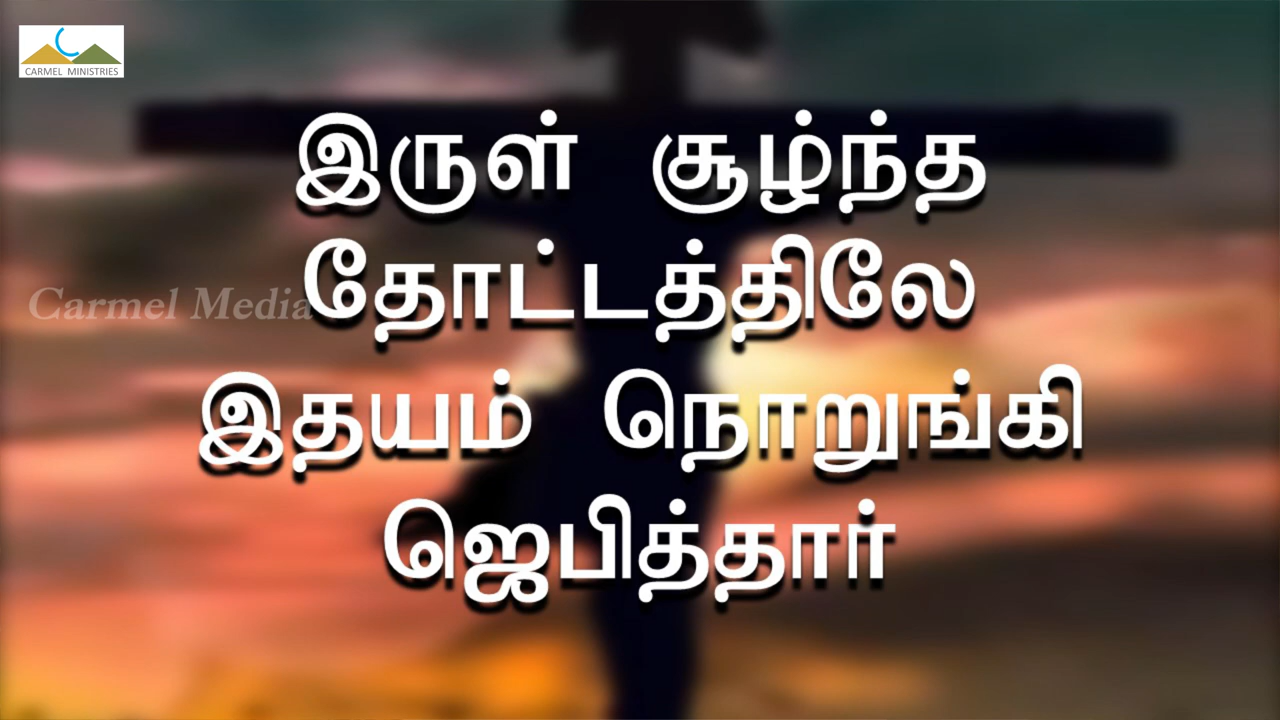 CARMEL MINISTRIES
இருள் சூழ்ந்த
தோட்டத்திலே
Carmel Media
இதயம் நொறுங்கி
ஜெபித்தார்